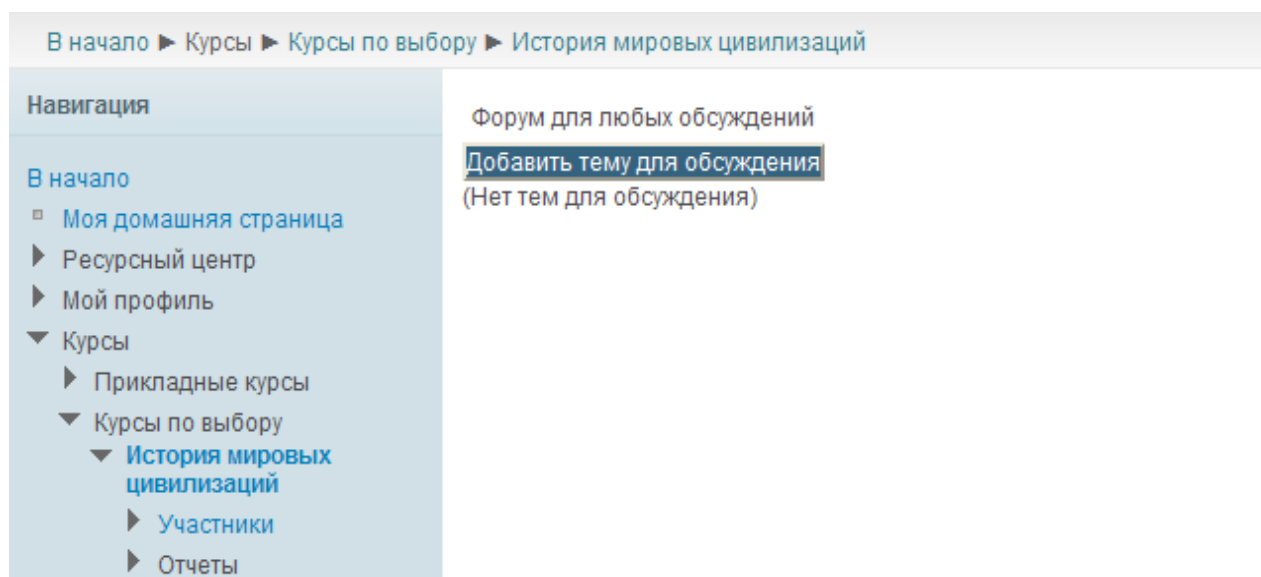 В начало ► Курсы ► Курсы по выбору ► История мировых цивилизаций
Навигация
В начало
Моя домашняя страница
Ресурсный центр
Мой профиль
Курсы
Прикладные курсы
Курсы по выбору
История мировых
цивилизаций
Участники
Отчеты
Форум для любых обсуждений
Добавить тему для обсуждения
(Нет тем для обсуждения)